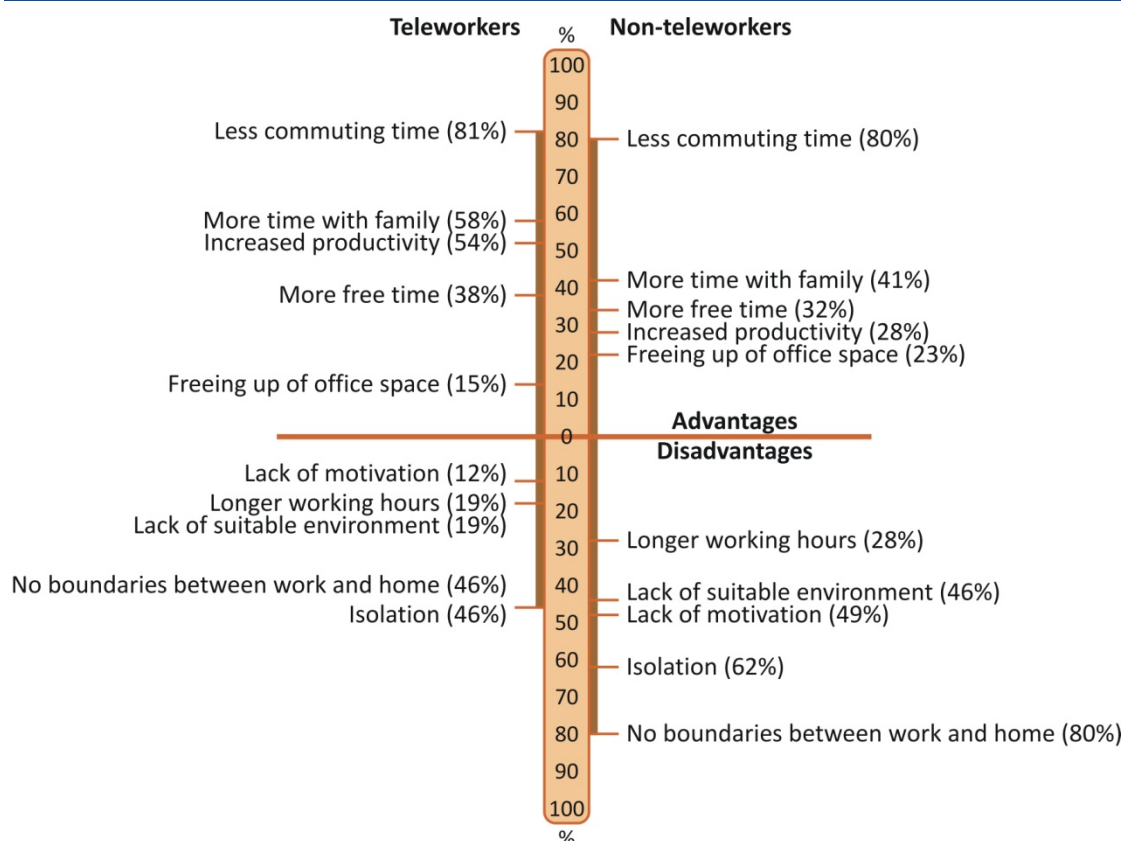 Teleworkers
%
Non-teleworkers
100
90
80
70
60
50
40
30
20
10
0
10
20
30
40
50
60
70
80
90
100
%
Less commuting time (81%)
More time with family (58%)
Increased productivity (54%)
More free time (38%)
Freeing up of office space (15%)
Lack of motivation (12%)
Longer working hours (19%)
Lack of suitable environment (19%)
No boundaries between work and home (46%)
Isolation (46%)
Less commuting time (80%)
More time with family (41%)
More free time (32%)
Increased productivity (28%)
Freeing up of office space (23%)
Advantages
Disadvantages
Longer working hours (28%)
Lack of suitable environment (46%)
Lack of motivation (49%)
Isolation (62%)
No boundaries between work and home (80%)